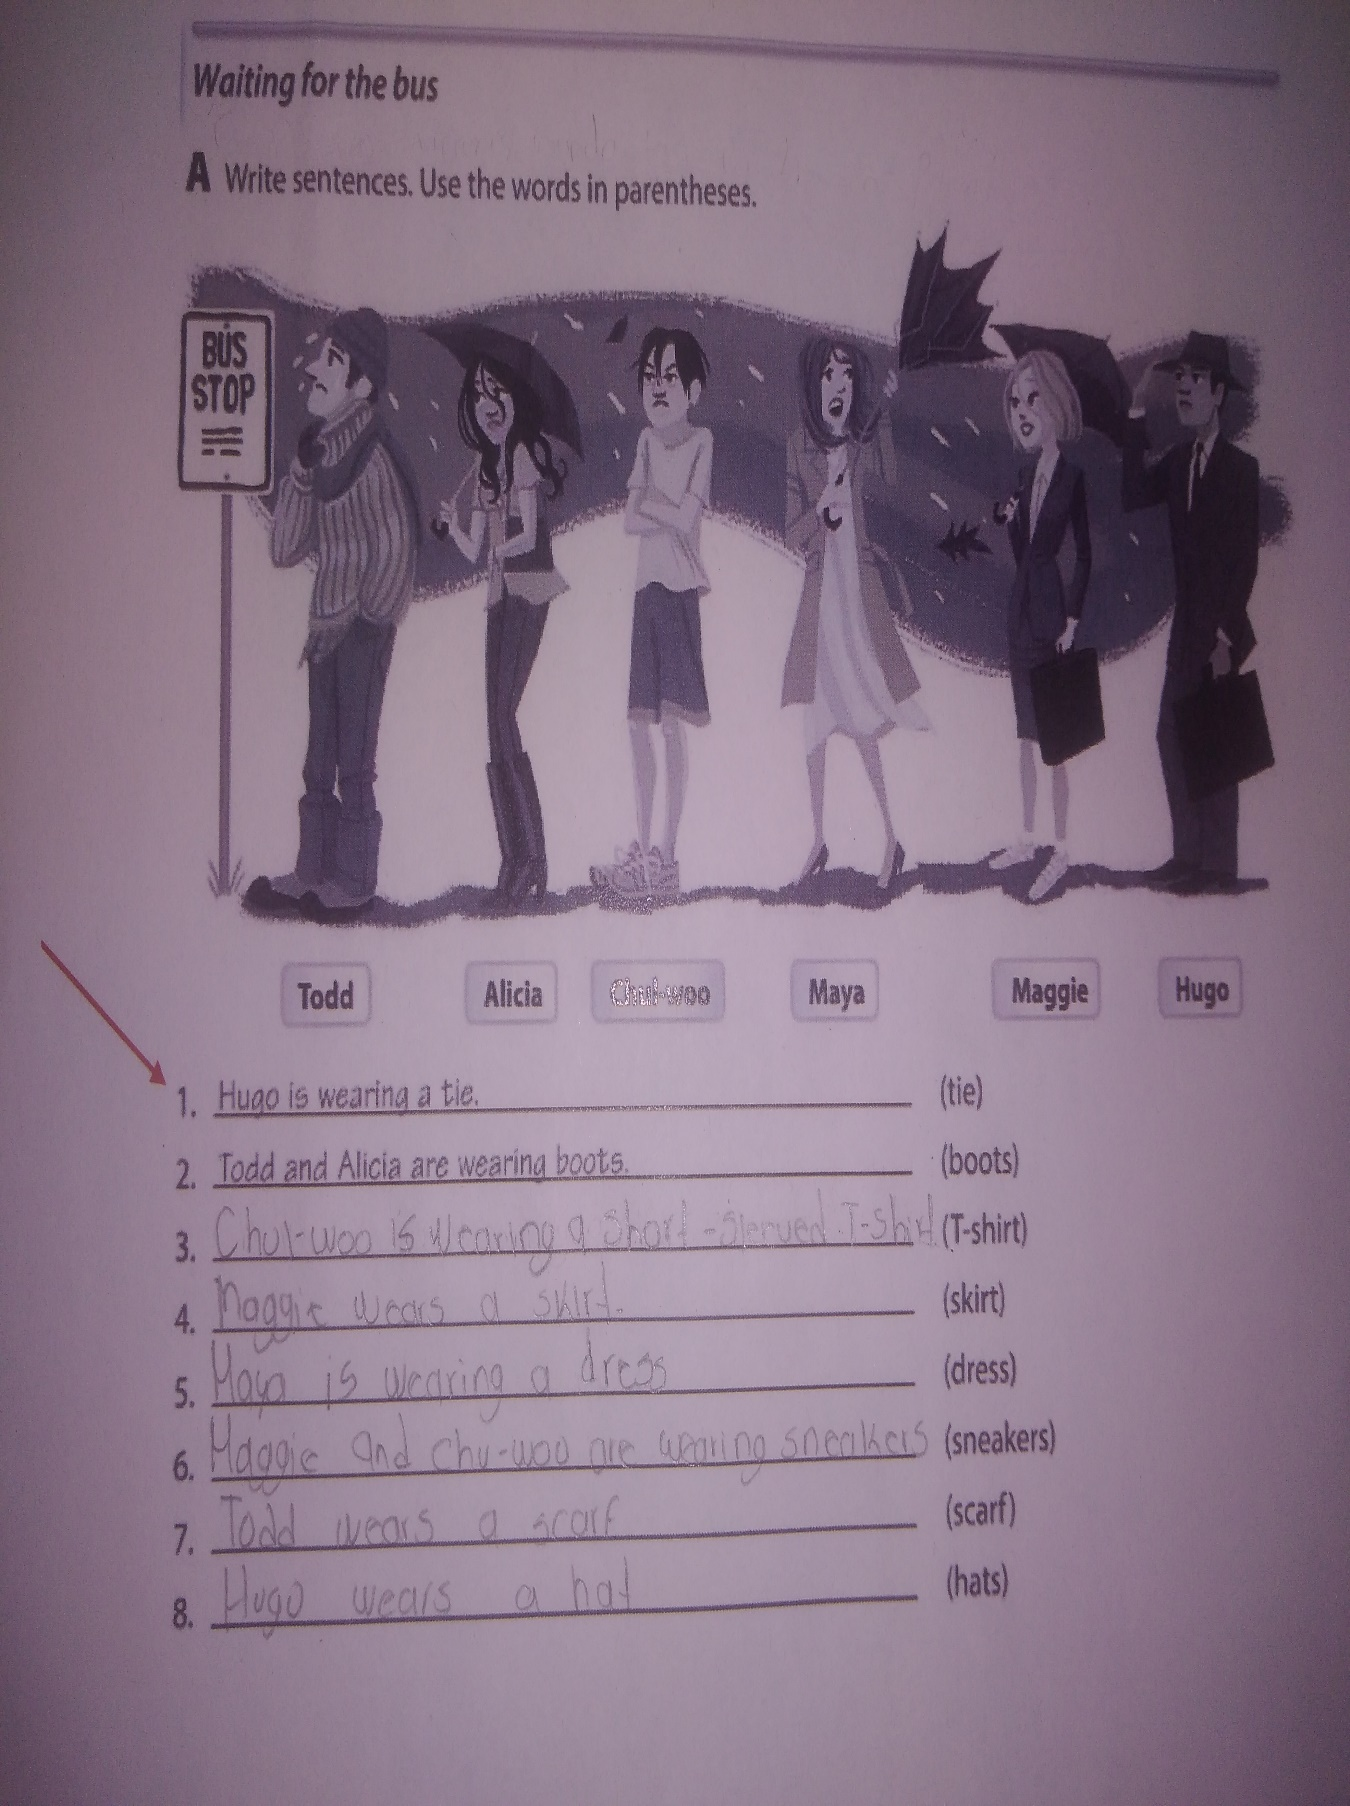 Waiting for the bus
A Write sentences. Use the words in parentheses.
BUS
STOP
Todd Alicia Chul-woo Maya Maggie Hugo
1. Hugo is wearing a tie. (tie)
2. Todd and Alicia are wearing boots. (boots)
3. Chul-woo is wearing a short-sleeved T-shirt. (T-shirt)
4. Maggie wears a skirt. (skirt)
5. Maya is wearing a dress (dress)
6. Maggie and chu-woo are wearing sneakers (sneakers)
7. Todd wears a scarf (scarf)
8. Hugo wears a hat (hats)